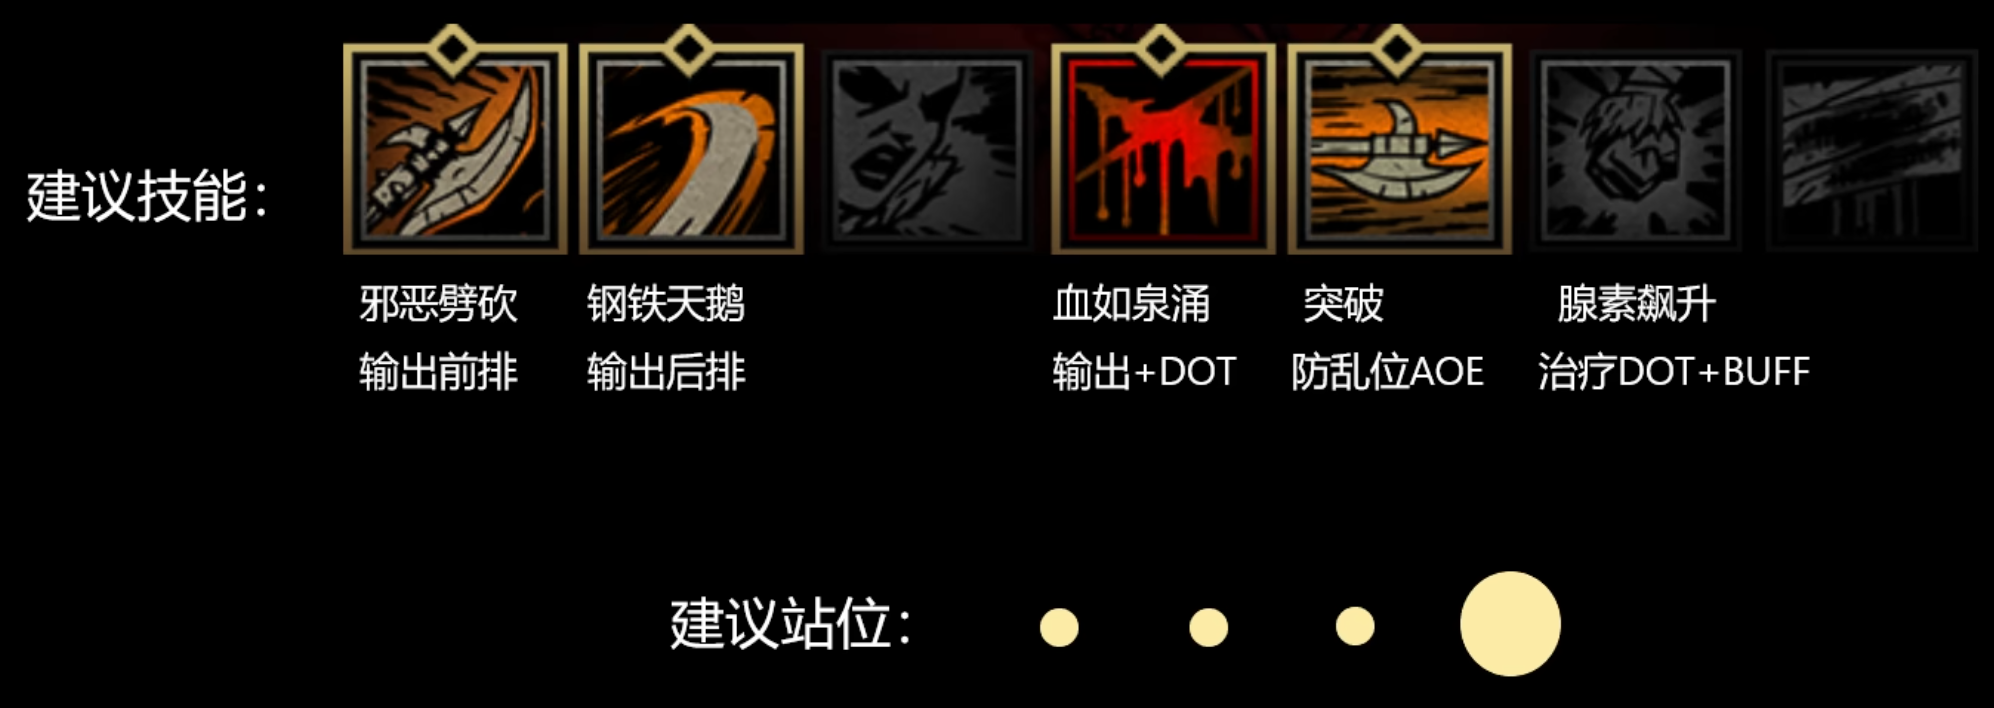 建议技能：
邪恶劈砍 钢铁天鹅 血如泉涌 突破 腺素飙升
输出前排 输出后排 输出+DOT 防乱位AOE 治疗DOT+BUFF
建议站位：